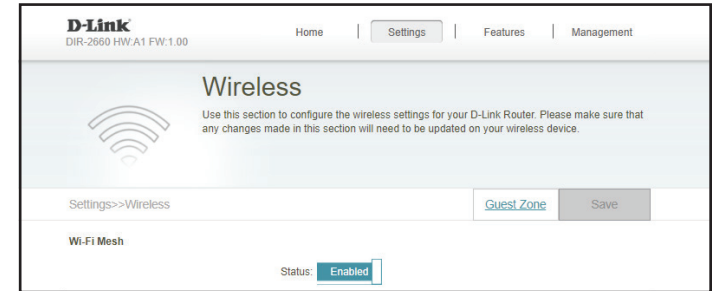 D-Link
DIR-2660 HW:A1 FW:1.00
Home | Settings | Features | Management
Wireless
Use this section to configure the wireless settings for your D-Link Router. Please make sure that
any changes made in this section will need to be updated on your wireless device.
Settings>>Wireless
Guest Zone
Save
Wi-Fi Mesh
Status: Enabled